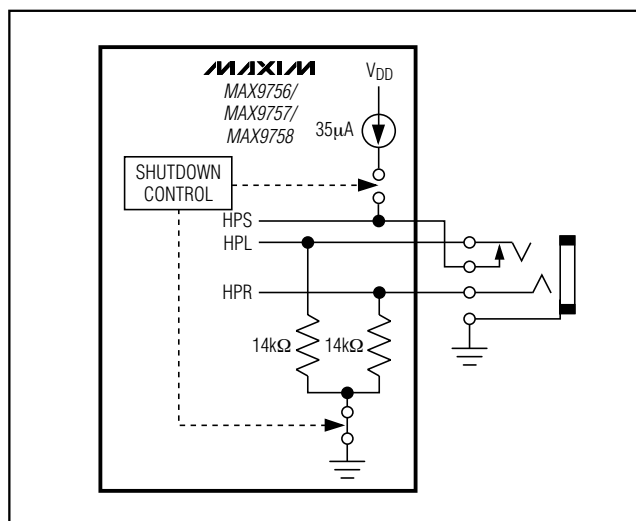 MAXIM
MAX9756/
MAX9757/
MAX9758
VDD
35μA
SHUTDOWN
CONTROL
HPS
HPL
HPR
14kΩ
14kΩ